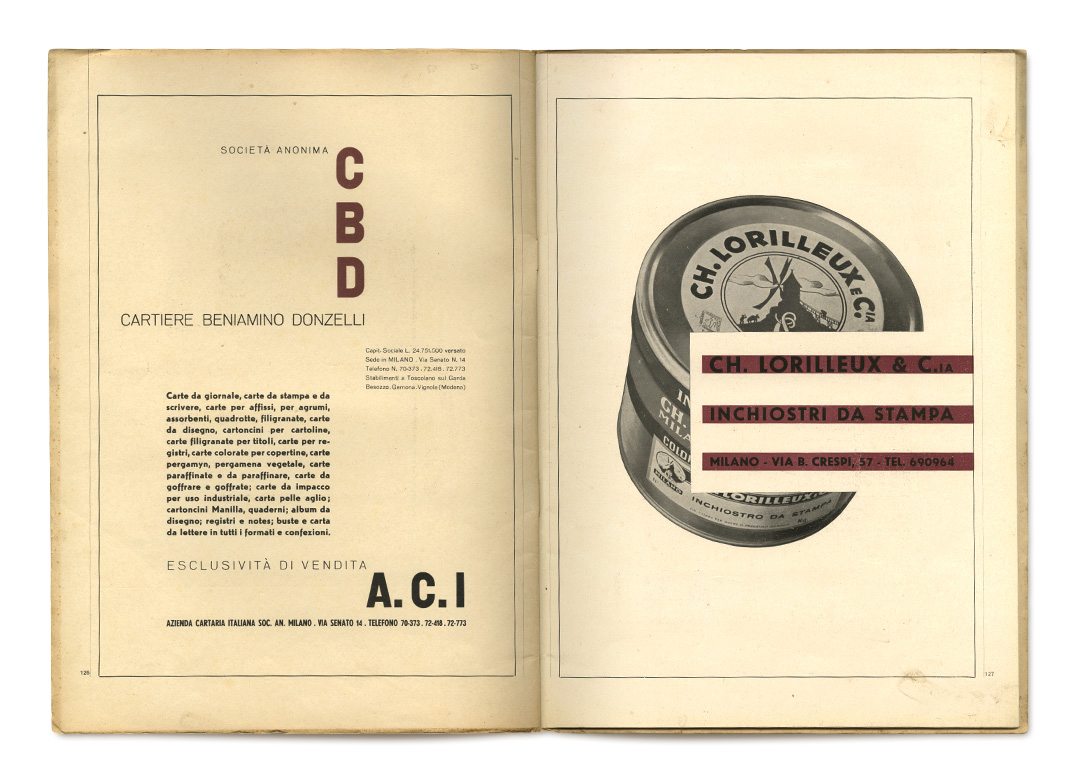 SOCIETÀ ANONIMA
C
B
D
CARTIERE BENIAMINO DONZELLI
Capit. Sociale L. 24.751.000 versato
Sede in MILANO . Via Senato N. 14
Telefono N. 70-373 . 72.418 . 72.773
Stabilimenti a Toscolano sul Garda
Besozzo . Gemona . Vignola (Modena)
Carte da giornale, carte da stampa e da
scrivere, carte per affissi, per agrumi,
assorbenti, quadrotte, filigranate, carte
da disegno, cartoncini per cartoline,
carte filigranate per titoli, carte per re-
gistri, carte colorate per copertine, carte
pergamyn, pergamena vegetale, carte
paraffinate e da paraffinare, carte da
goffrare e goffrate; carte da impacco
per uso industriale, carta pelle aglio;
cartoncini Manilla, quaderni; album da
disegno; registri e notes; buste e carta
da lettere in tutti i formati e confezioni.
ESCLUSIVITÀ DI VENDITA
A.C.I
AZIENDA CARTARIA ITALIANA SOC. AN. MILANO . VIA SENATO 14 . TELEFONO 70-373 . 72-418 . 72-773
126
CH. LORILLEUX E C.IA
CH. LORILLEUX & C.IA
INCHIOSTRI DA STAMPA
MILANO - VIA B. CRESPI, 57 - TEL. 690964
IN
CH
MILA
COLO
MILANO
LORILLEUX
INCHIOSTRO DA STAMPA
127